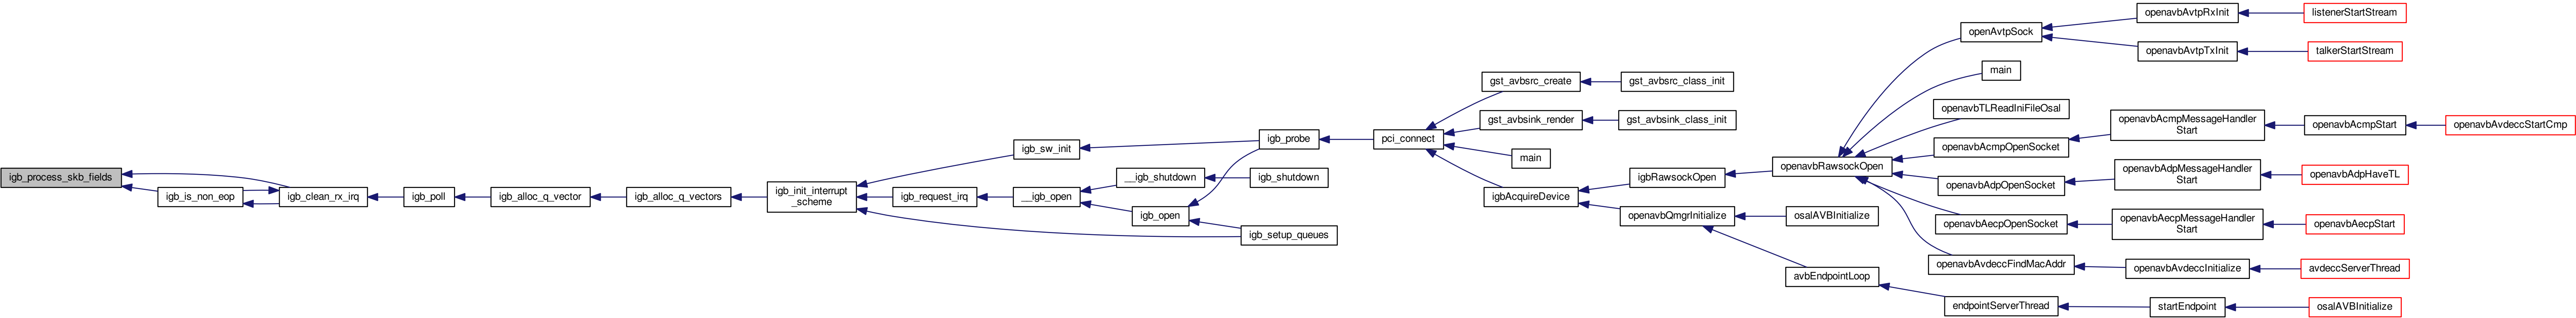 igb_process_skb_fields
igb_is_non_eop
igb_clean_rx_irq
igb_poll
igb_alloc_q_vector
igb_alloc_q_vectors
igb_init_interrupt
_scheme
igb_sw_init
igb_request_irq
__igb_open
__igb_shutdown
igb_open
igb_shutdown
igb_setup_queues
igb_probe
pci_connect
gst_avbsrc_create
gst_avbsrc_class_init
gst_avbsink_render
gst_avbsink_class_init
main
igbAcquireDevice
igbRawsockOpen
openavbQmgrInitialize
osalAVBInitialize
avbEndpointLoop
openavbRawsockOpen
openAvtpSock
openavbAvtpRxInit
listenerStartStream
openavbAvtpTxInit
talkerStartStream
main
openavbTLReadIniFileOsal
openavbAcmpOpenSocket
openavbAcmpMessageHandler
Start
openavbAcmpStart
openavbAvdeccStartCmp
openavbAdpOpenSocket
openavbAdpMessageHandler
Start
openavbAdpHaveTL
openavbAecpOpenSocket
openavbAecpMessageHandler
Start
openavbAecpStart
openavbAvdeccFindMacAddr
openavbAvdeccInitialize
avdeccServerThread
endpointServerThread
startEndpoint
osalAVBInitialize